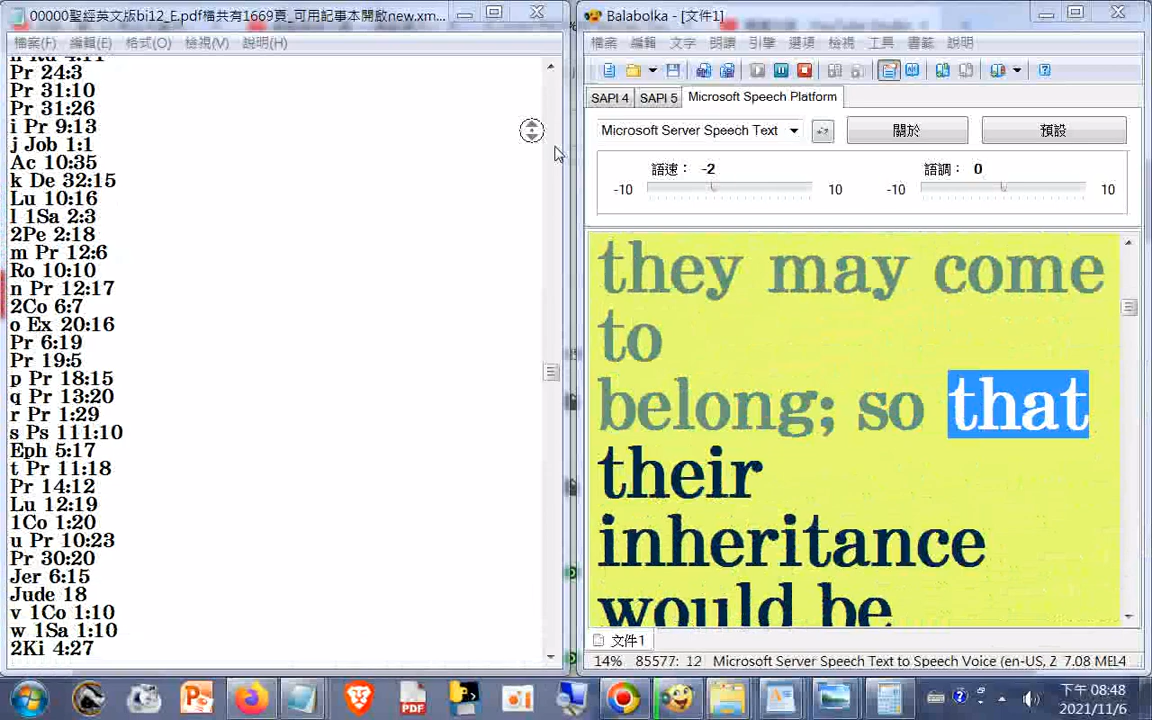 00000聖經英文版bi12_E.pdf檔共有1669頁_可用記事本開啟new.xm...
檔案(F) 編輯(E) 格式(O) 檢視(V) 說明(H)
Pr 24:3
Pr 31:10
Pr 31:26
i Pr 9:13
j Job 1:1
Ac 10:35
k De 32:15
Lu 10:16
l 1Sa 2:3
2Pe 2:18
m Pr 12:6
Ro 10:10
n Pr 12:17
2Co 6:7
o Ex 20:16
Pr 6:19
Pr 19:5
p Pr 18:15
q Pr 13:20
r Pr 1:29
s Ps 111:10
Eph 5:17
t Pr 11:18
Pr 14:12
Lu 12:19
1Co 1:20
u Pr 10:23
Pr 30:20
Jer 6:15
Jude 18
v 1Co 1:10
w 1Sa 1:10
2Ki 4:27
Balabolka - [文件1]
檔案 編輯 文字 朗讀 引擎 選項 檢視 工具 書籤 說明
SAPI 4 SAPI 5 Microsoft Speech Platform
Microsoft Server Speech Text 關於 預設
語速： -2 語調： 0
-10 10 -10 10
they may come
to
belong; so that
their
inheritance
would be
文件1
14% 85577: 12 Microsoft Server Speech Text to Speech Voice (en-US, Z 7.08 MEL4
PDF
下午 08:48
2021/11/6